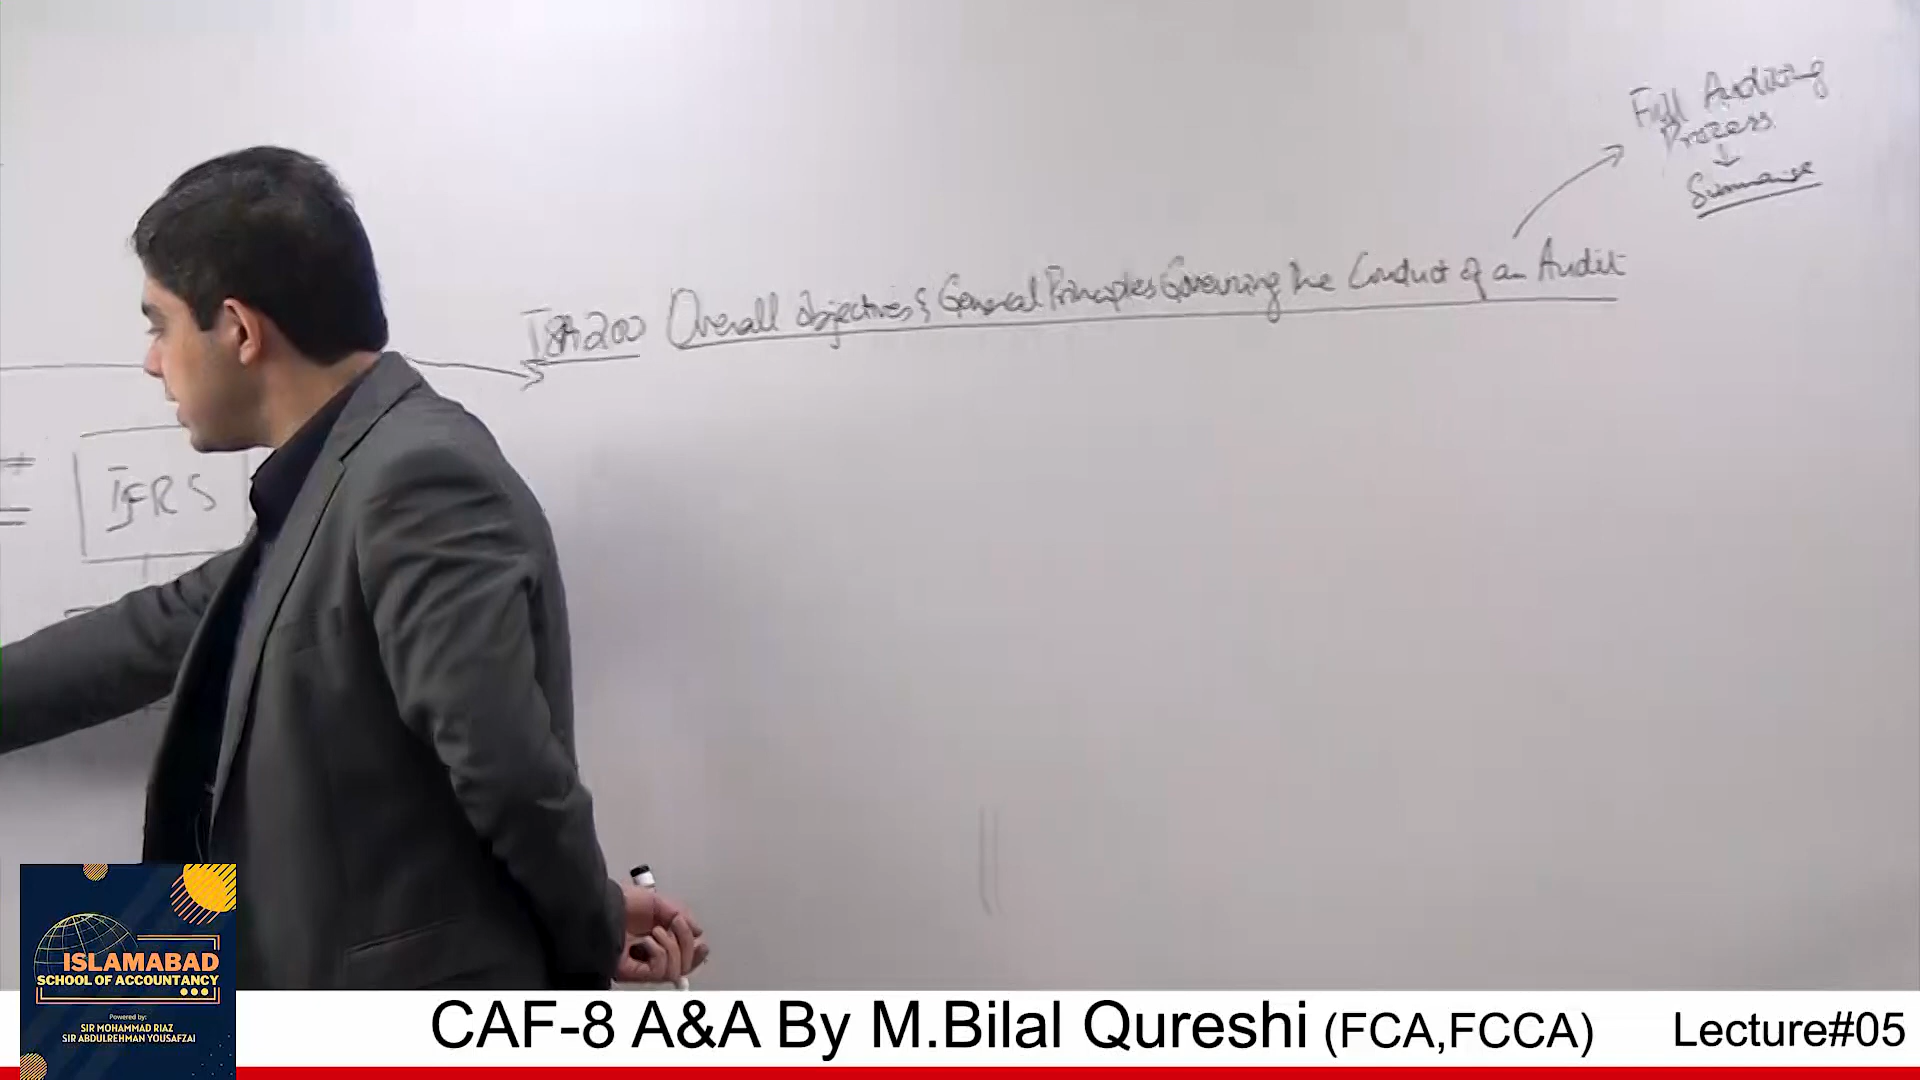 Full Auditing
Process
↓
Summarise
ISA 200 Overall objectives & General Principles Governing the Conduct of an Audit
IFRS
ISLAMABAD
SCHOOL OF ACCOUNTANCY
Powered by:
SIR MOHAMMAD RIAZ
SIR ABDULREHMAN YOUSAFZAI
CAF-8 A&A By M.Bilal Qureshi (FCA,FCCA) Lecture#05